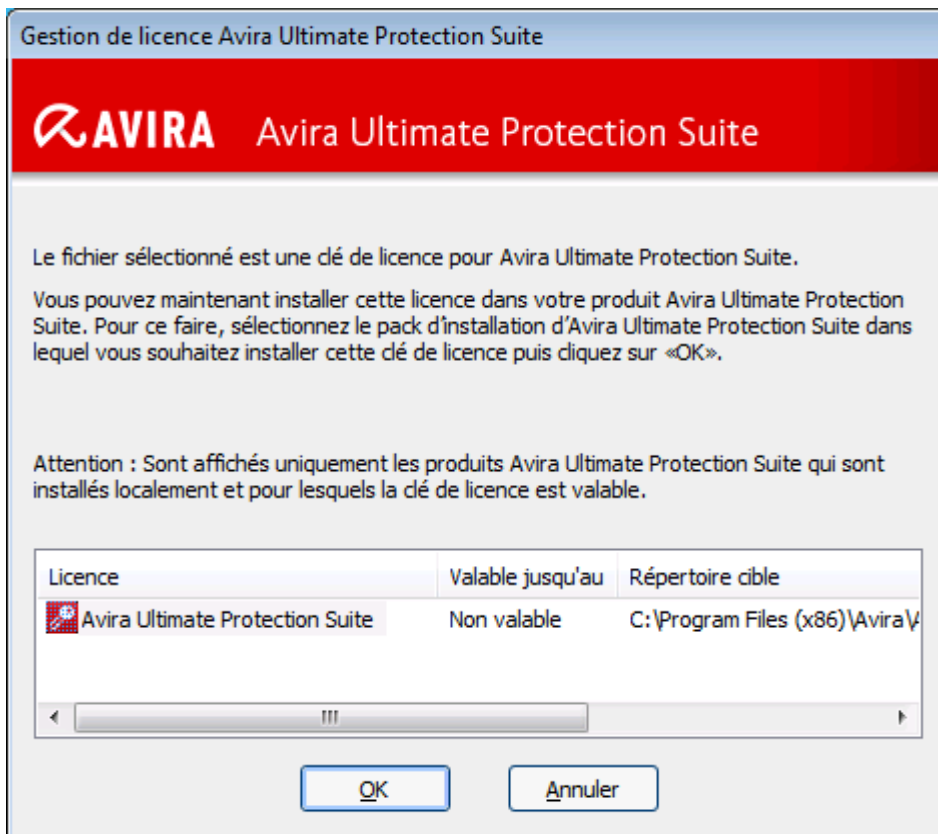 Gestion de licence Avira Ultimate Protection Suite
AVIRA Avira Ultimate Protection Suite
Le fichier sélectionné est une clé de licence pour Avira Ultimate Protection Suite.
Vous pouvez maintenant installer cette licence dans votre produit Avira Ultimate Protection
Suite. Pour ce faire, sélectionnez le pack d'installation d'Avira Ultimate Protection Suite dans
lequel vous souhaitez installer cette clé de licence puis cliquez sur «OK».
Attention : Sont affichés uniquement les produits Avira Ultimate Protection Suite qui sont
installés localement et pour lesquels la clé de licence est valable.
Licence Valable jusqu'au Répertoire cible
Avira Ultimate Protection Suite Non valable C:\Program Files (x86)\Avira\A
OK Annuler